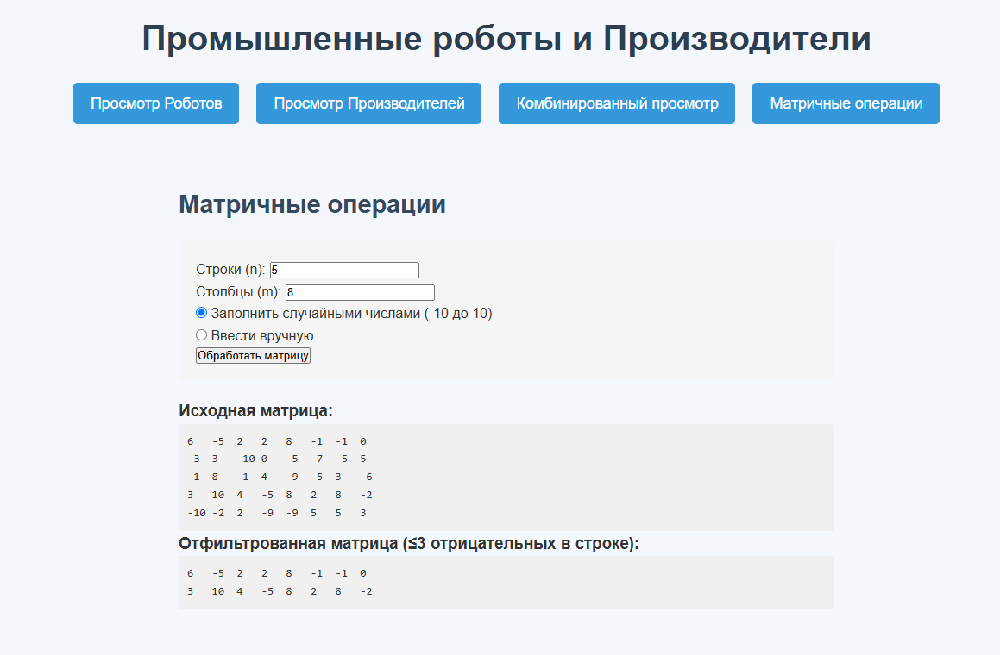 Промышленные роботы и Производители
Просмотр Роботов Просмотр Производителей Комбинированный просмотр Матричные операции
Матричные операции
Строки (n): 5
Столбцы (m): 8
Заполнить случайными числами (-10 до 10)
Ввести вручную
Обработать матрицу
Исходная матрица:
6 -5 2 2 8 -1 -1 0
-3 3 -10 0 -5 -7 -5 5
-1 8 -1 4 -9 -5 3 -6
3 10 4 -5 8 2 8 -2
-10 -2 2 -9 -9 5 5 3
Отфильтрованная матрица (≤3 отрицательных в строке):
6 -5 2 2 8 -1 -1 0
3 10 4 -5 8 2 8 -2